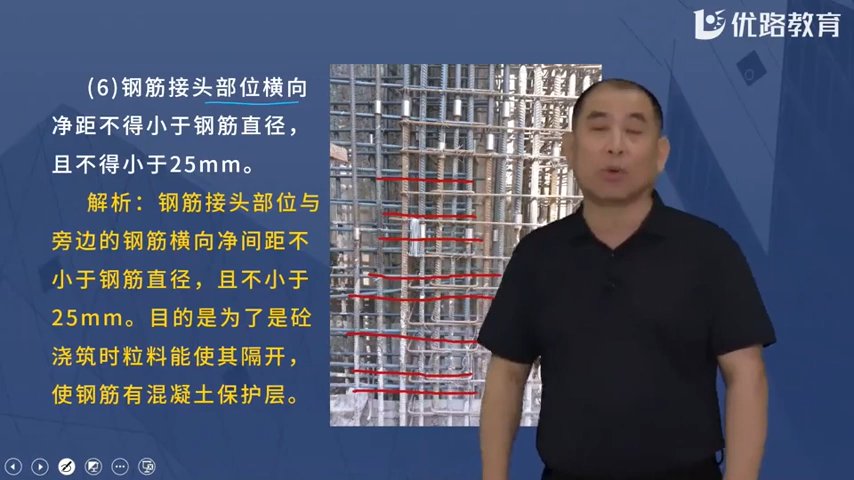 优路教育
(6)钢筋接头部位横向
净距不得小于钢筋直径，
且不得小于25mm。
解析：钢筋接头部位与
旁边的钢筋横向净间距不
小于钢筋直径，且不小于
25mm。目的是为了是砼
浇筑时粒料能使其隔开，
使钢筋有混凝土保护层。